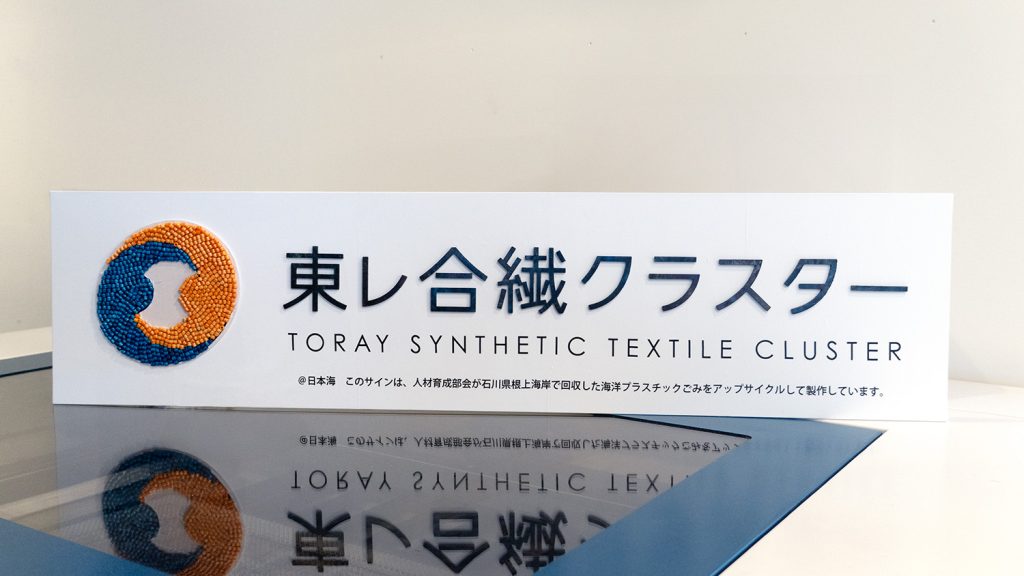 東レ合繊クラスター
TORAY SYNTHETIC TEXTILE CLUSTER
@日本海 このサインは、人材育成部会が石川県根上海岸で回収した海洋プラスチックごみをアップサイクルして製作しています。